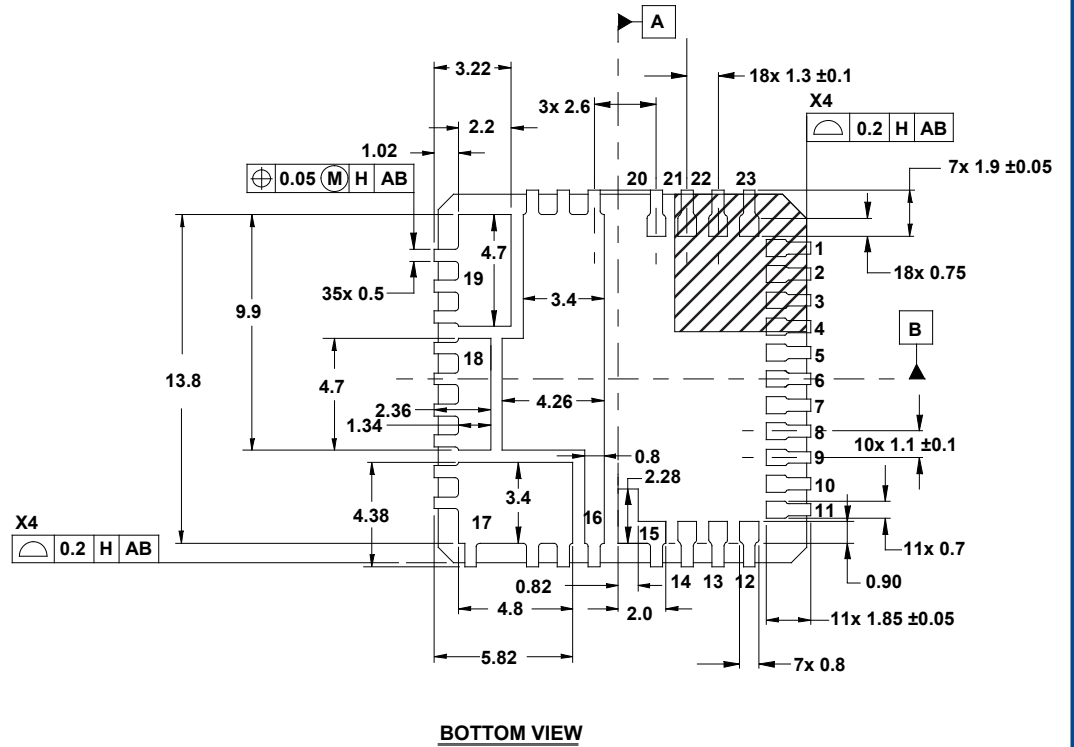 A
3.22
18x 1.3 ±0.1
X4
3x 2.6
2.2
0.2 H AB
1.02
7x 1.9 ±0.05
0.05 M H AB
20 21 22 23
1
4.7
2
18x 0.75
19
35x 0.5
3
3.4
9.9
B
4
18
5
13.8
6
4.7
2.36
4.26
7
1.34
8
10x 1.1 ±0.1
0.8
9
2.28
10
3.4
4.38
11
X4
17
16
15
0.2 H AB
11x 0.7
0.82
14 13 12
0.90
4.8
2.0
11x 1.85 ±0.05
5.82
7x 0.8
BOTTOM VIEW